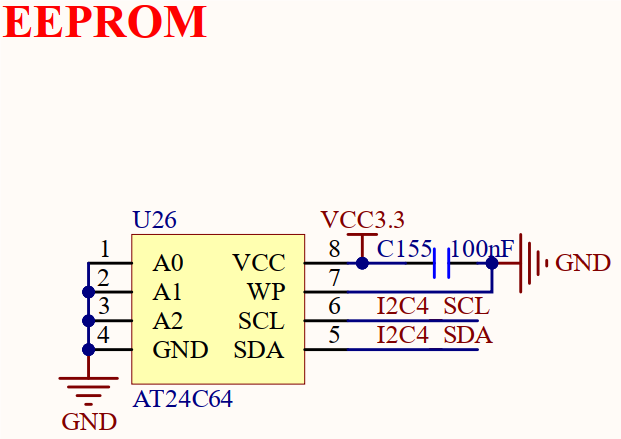 EEPROM
U26
VCC3.3
1 A0 VCC 8 C155 100nF GND
2 A1 WP 7
3 A2 SCL 6 I2C4 SCL
4 GND SDA 5 I2C4 SDA
GND AT24C64